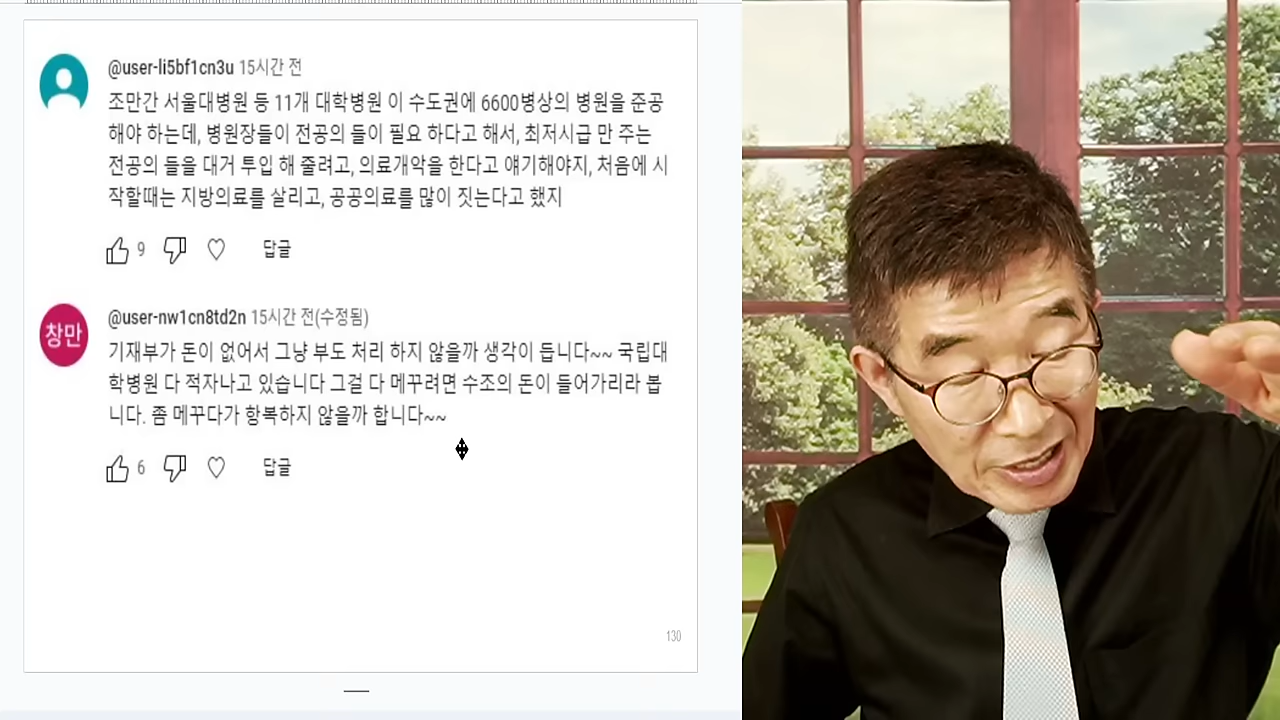 @user-li5bf1cn3u 15시간 전
조만간 서울대병원 등 11개 대학병원 이 수도권에 6600병상의 병원을 준공
해야 하는데, 병원장들이 전공의 들이 필요 하다고 해서, 최저시급 만 주는
전공의 들을 대거 투입 해 줄려고, 의료개악을 한다고 얘기해야지, 처음에 시
작할때는 지방의료를 살리고, 공공의료를 많이 짓는다고 했지
9 답글
창만
@user-nw1cn8td2n 15시간 전(수정됨)
기재부가 돈이 없어서 그냥 부도 처리 하지 않을까 생각이 듭니다~~ 국립대
학병원 다 적자나고 있습니다 그걸 다 메꾸려면 수조의 돈이 들어가리라 봅
니다. 좀 메꾸다가 항복하지 않을까 합니다~~
6 답글
130